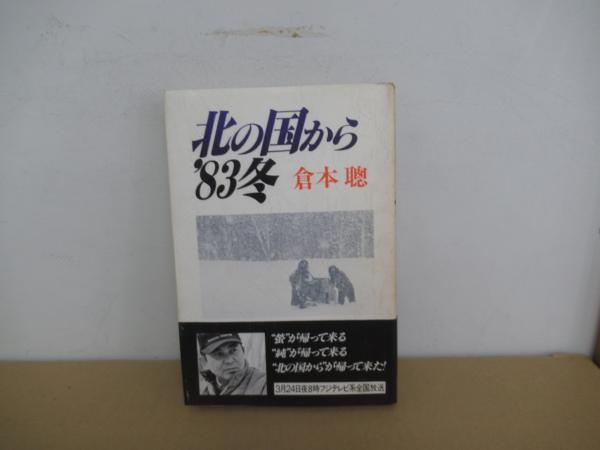 北の国から
'83冬
倉本 聰
“螢”が帰って来る
“純”が帰って来る
“北の国から”が帰って来た!
3月24日夜8時フジテレビ系全国放送